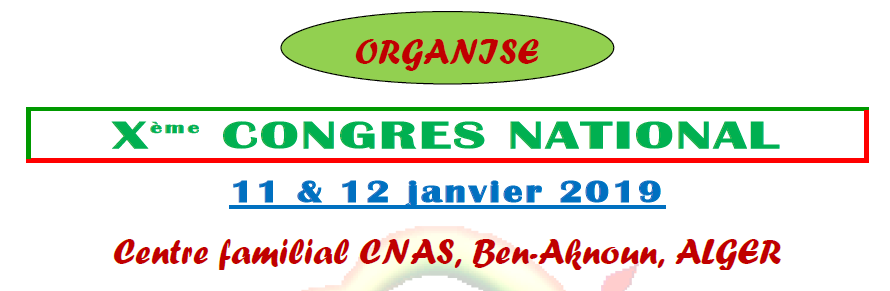 ORGANISE
Xème CONGRES NATIONAL
11 & 12 janvier 2019
Centre familial CNAS, Ben-Aknoun, ALGER